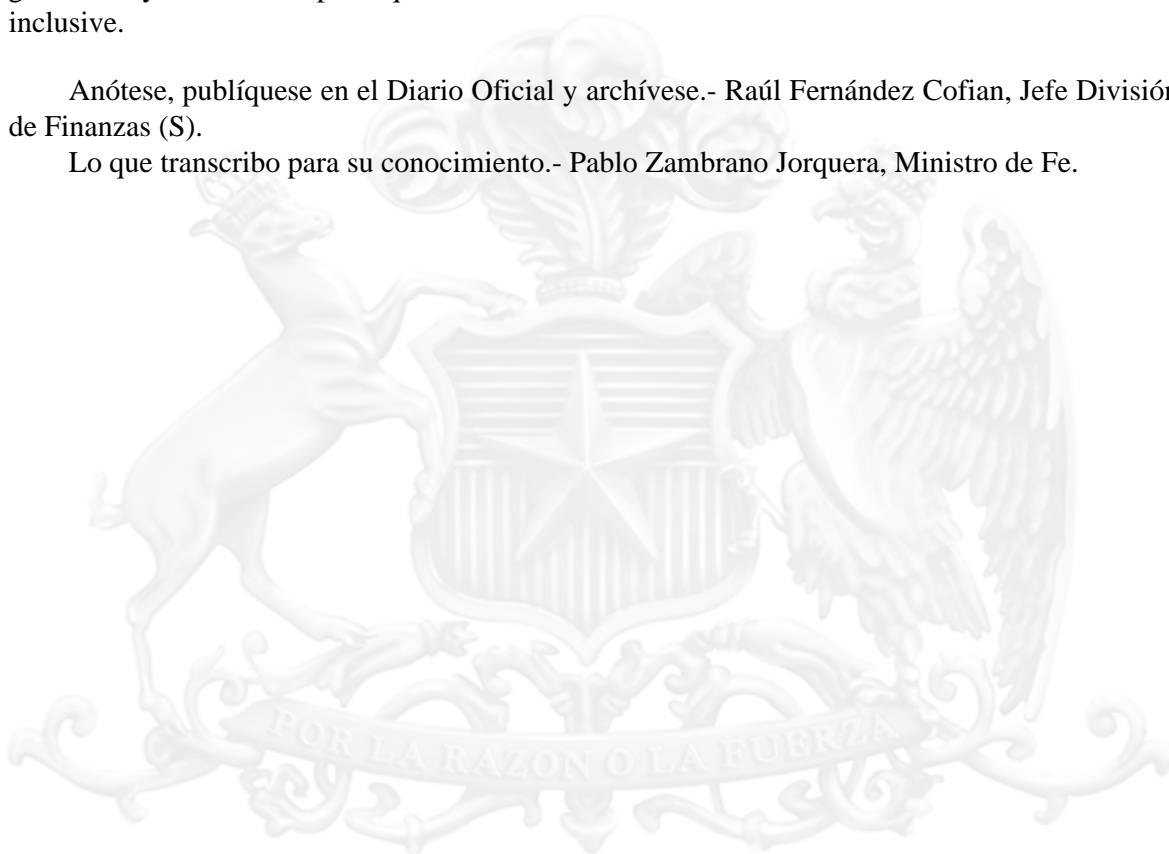 inclusive.
Anótese, publíquese en el Diario Oficial y archívese.- Raúl Fernández Cofian, Jefe División
de Finanzas (S).
Lo que transcribo para su conocimiento.- Pablo Zambrano Jorquera, Ministro de Fe.
POR LA RAZON O LA FUERZA